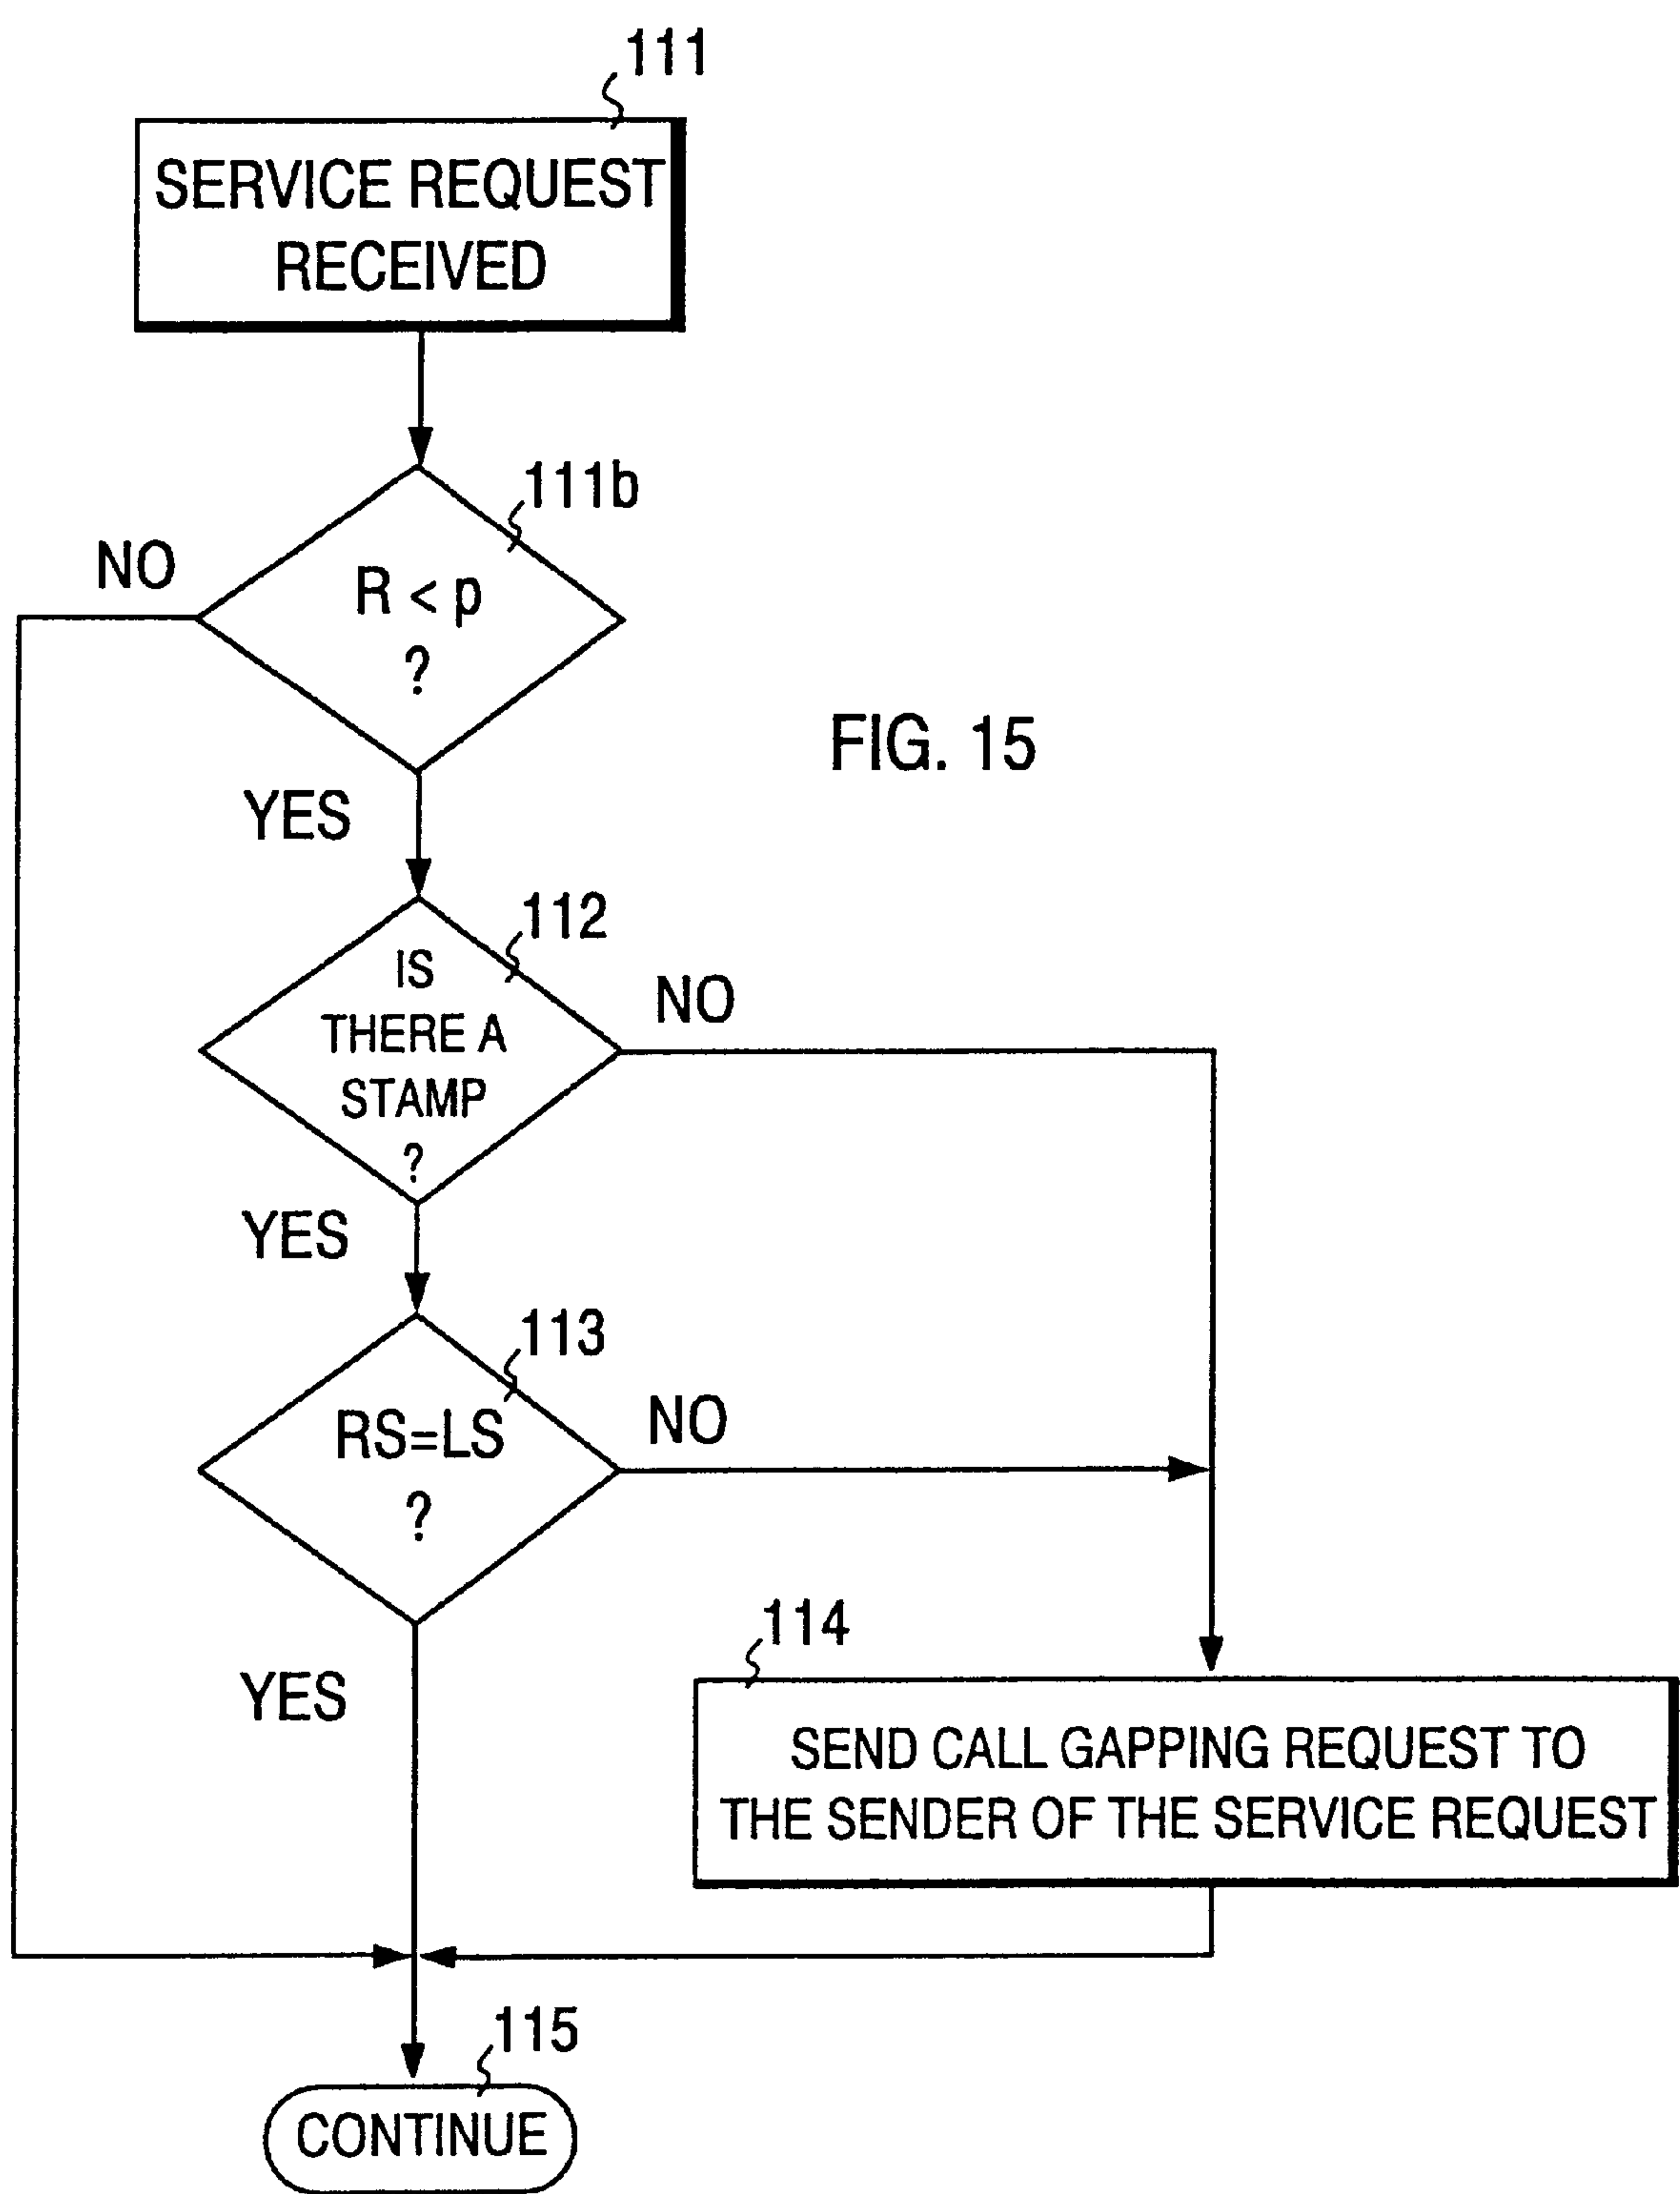 111
SERVICE REQUEST
RECEIVED
111b
NO
R < p
?
FIG. 15
YES
112
IS
THERE A
STAMP
?
NO
YES
113
RS=LS
?
NO
114
YES
SEND CALL GAPPING REQUEST TO
THE SENDER OF THE SERVICE REQUEST
115
CONTINUE